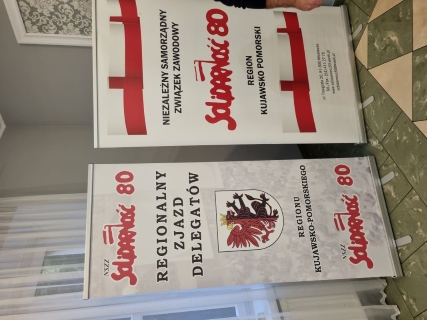 NIEZALEŻNY SAMORZĄDNY
ZWIĄZEK ZAWODOWY
SOLIDARNOŚĆ 80
REGION
KUJAWSKO POMORSKI
NSZZ
SOLIDARNOŚĆ 80
REGIONALNY
ZJAZD
DELEGATÓW
REGIONU
KUJAWSKO-POMORSKIEGO
NSZZ
SOLIDARNOŚĆ 80